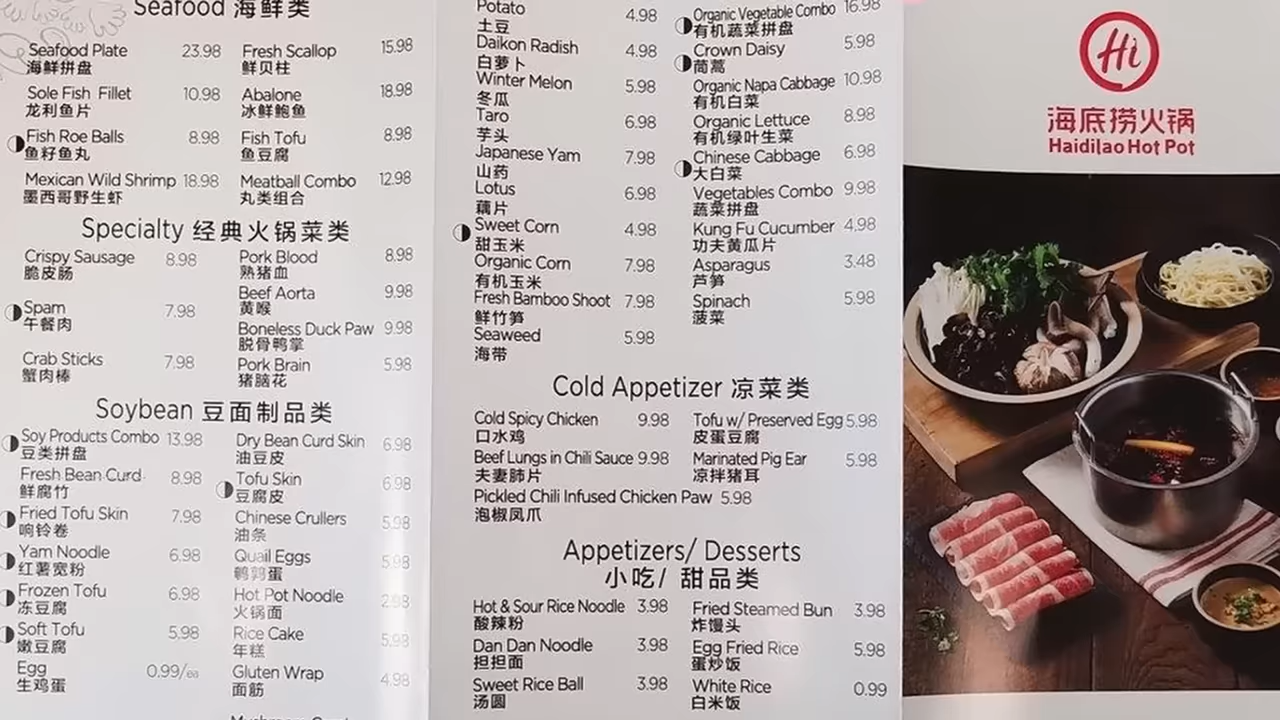 Seafood 海鲜类
Seafood Plate 23.98
海鲜拼盘
Fresh Scallop 15.98
鲜贝柱
Sole Fish Fillet 10.98
龙利鱼片
Abalone 18.98
冰鲜鲍鱼
Fish Roe Balls 8.98
鱼籽鱼丸
Fish Tofu 8.98
鱼豆腐
Mexican Wild Shrimp 18.98
墨西哥野生虾
Meatball Combo 12.98
丸类组合
Specialty 经典火锅菜类
Crispy Sausage 8.98
脆皮肠
Spam 7.98
午餐肉
Crab Sticks 7.98
蟹肉棒
Pork Blood 8.98
熟猪血
Beef Aorta 9.98
黄喉
Boneless Duck Paw 9.98
脱骨鸭掌
Pork Brain 5.98
猪脑花
Soybean 豆面制品类
Soy Products Combo 13.98
豆类拼盘
Fresh Bean Curd 8.98
鲜腐竹
Fried Tofu Skin 7.98
响铃卷
Yam Noodle 6.98
红薯宽粉
Frozen Tofu 6.98
冻豆腐
Soft Tofu 5.98
嫩豆腐
Egg 0.99/ea
生鸡蛋
Dry Bean Curd Skin 6.98
油豆皮
Tofu Skin 6.98
豆腐皮
Chinese Crullers 5.98
油条
Quail Eggs 5.98
鹌鹑蛋
Hot Pot Noodle 2.98
火锅面
Rice Cake 5.98
年糕
Gluten Wrap 4.98
面筋
Potato 4.98
土豆
Daikon Radish 4.98
白萝卜
Winter Melon 5.98
冬瓜
Taro 6.98
芋头
Japanese Yam 7.98
山药
Lotus 6.98
藕片
Sweet Corn 4.98
甜玉米
Organic Corn 7.98
有机玉米
Fresh Bamboo Shoot 7.98
鲜竹笋
Seaweed 5.98
海带
Organic Vegetable Combo 16.98
有机蔬菜拼盘
Crown Daisy 5.98
茼蒿
Organic Napa Cabbage 10.98
有机白菜
Organic Lettuce 8.98
有机绿叶生菜
Chinese Cabbage 6.98
大白菜
Vegetables Combo 9.98
蔬菜拼盘
Kung Fu Cucumber 4.98
功夫黄瓜片
Asparagus 3.48
芦笋
Spinach 5.98
菠菜
Cold Appetizer 凉菜类
Cold Spicy Chicken 9.98
口水鸡
Tofu w/ Preserved Egg 5.98
皮蛋豆腐
Beef Lungs in Chili Sauce 9.98
夫妻肺片
Marinated Pig Ear 5.98
凉拌猪耳
Pickled Chili Infused Chicken Paw 5.98
泡椒凤爪
Appetizers/ Desserts
小吃/ 甜品类
Hot & Sour Rice Noodle 3.98
酸辣粉
Fried Steamed Bun 3.98
炸馒头
Dan Dan Noodle 3.98
担担面
Egg Fried Rice 5.98
蛋炒饭
Sweet Rice Ball 3.98
汤圆
White Rice 0.99
白米饭
Hi
海底捞火锅
Haidilao Hot Pot